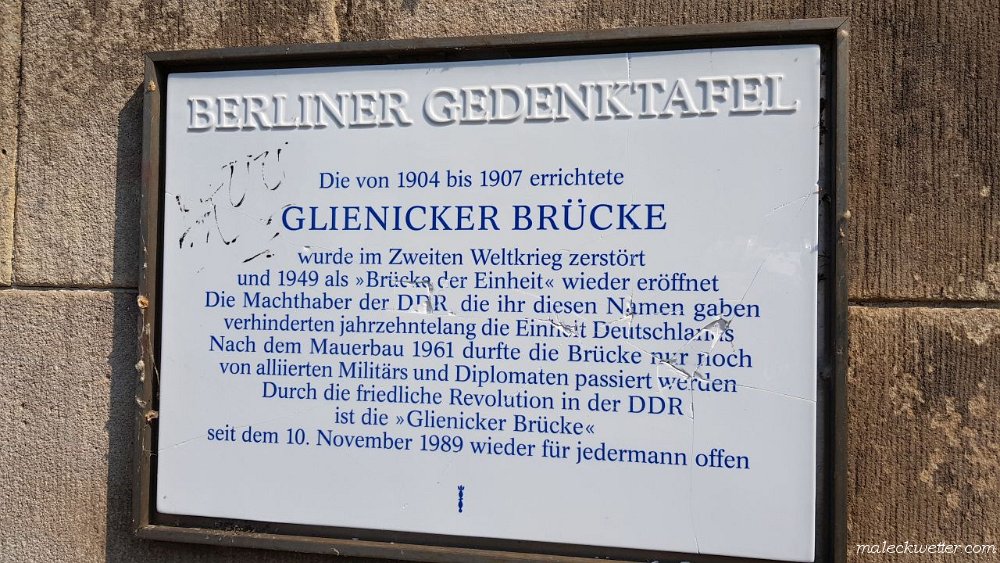 BERLINER GEDENKTAFEL
Die von 1904 bis 1907 errichtete
GLIENICKER BRÜCKE
wurde im Zweiten Weltkrieg zerstört
und 1949 als »Brücke der Einheit« wieder eröffnet
Die Machthaber der DDR, die ihr diesen Namen gaben
verhinderten jahrzehntelang die Einheit Deutschlands
Nach dem Mauerbau 1961 durfte die Brücke nur noch
von alliierten Militärs und Diplomaten passiert werden
Durch die friedliche Revolution in der DDR
ist die »Glienicker Brücke«
seit dem 10. November 1989 wieder für jedermann offen
maleckwetter.com